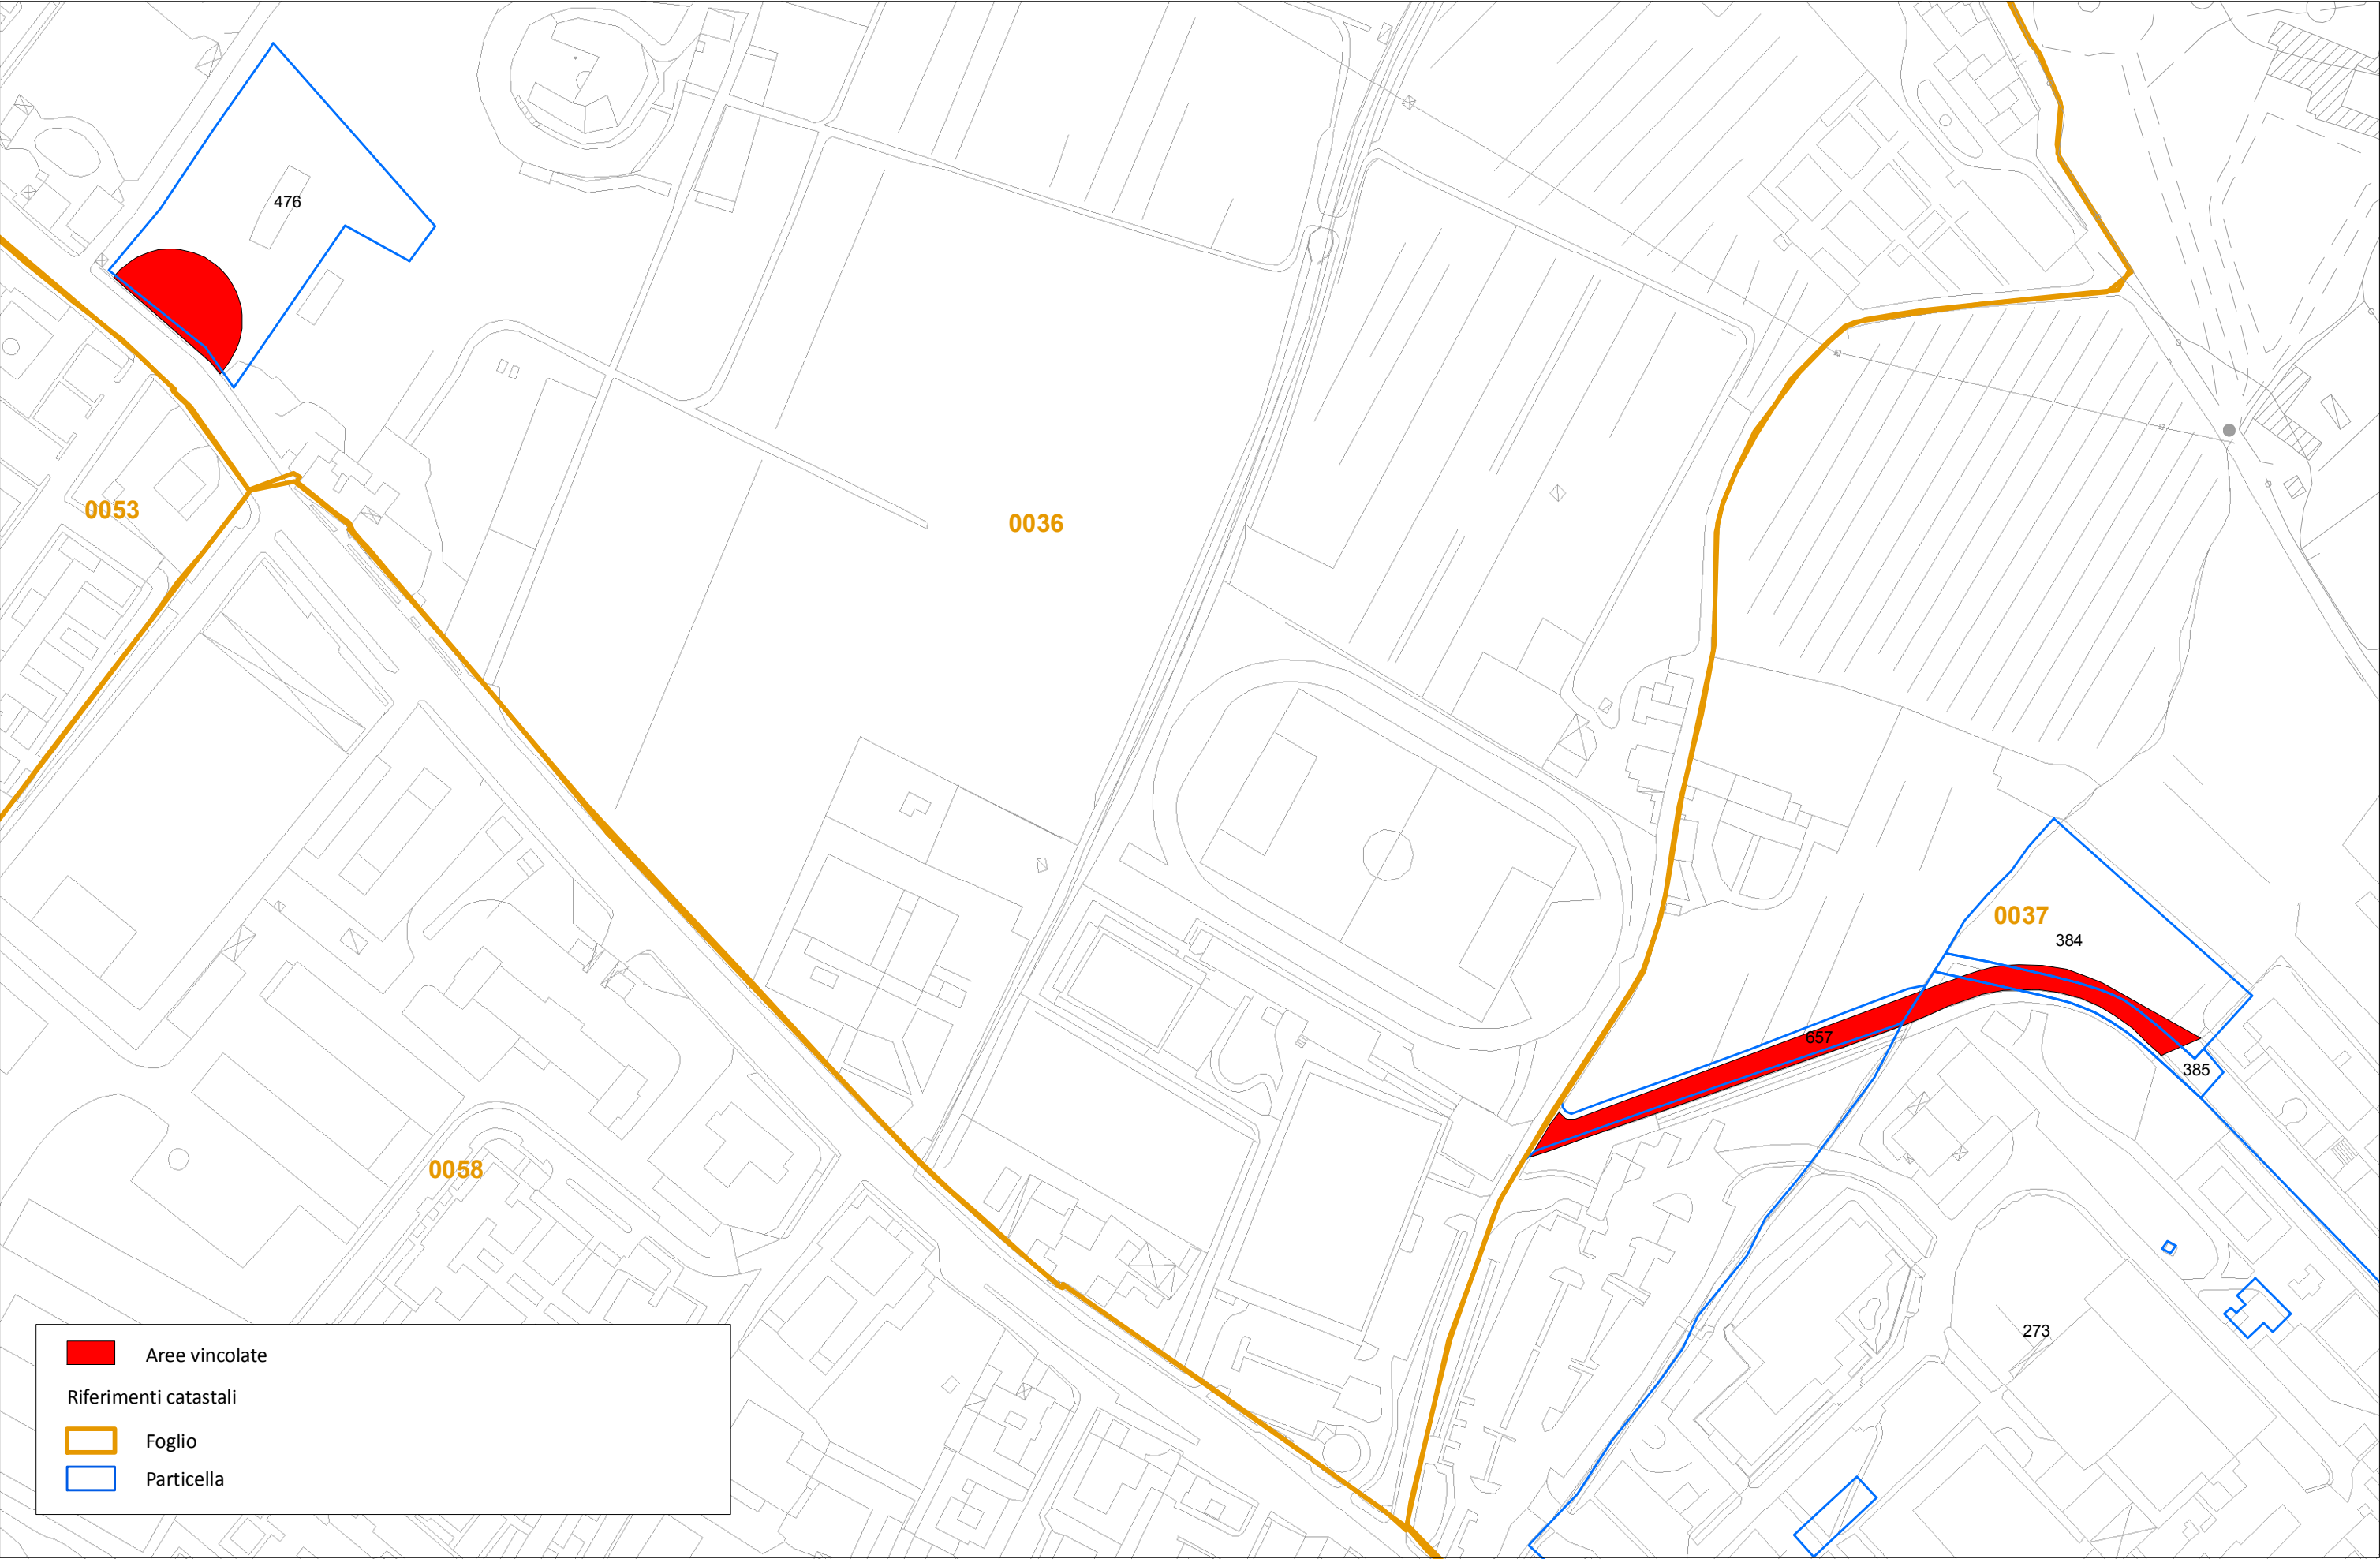 476
0053
0036
0037
384
657
385
0058
273
Aree vincolate
Riferimenti catastali
Foglio
Particella